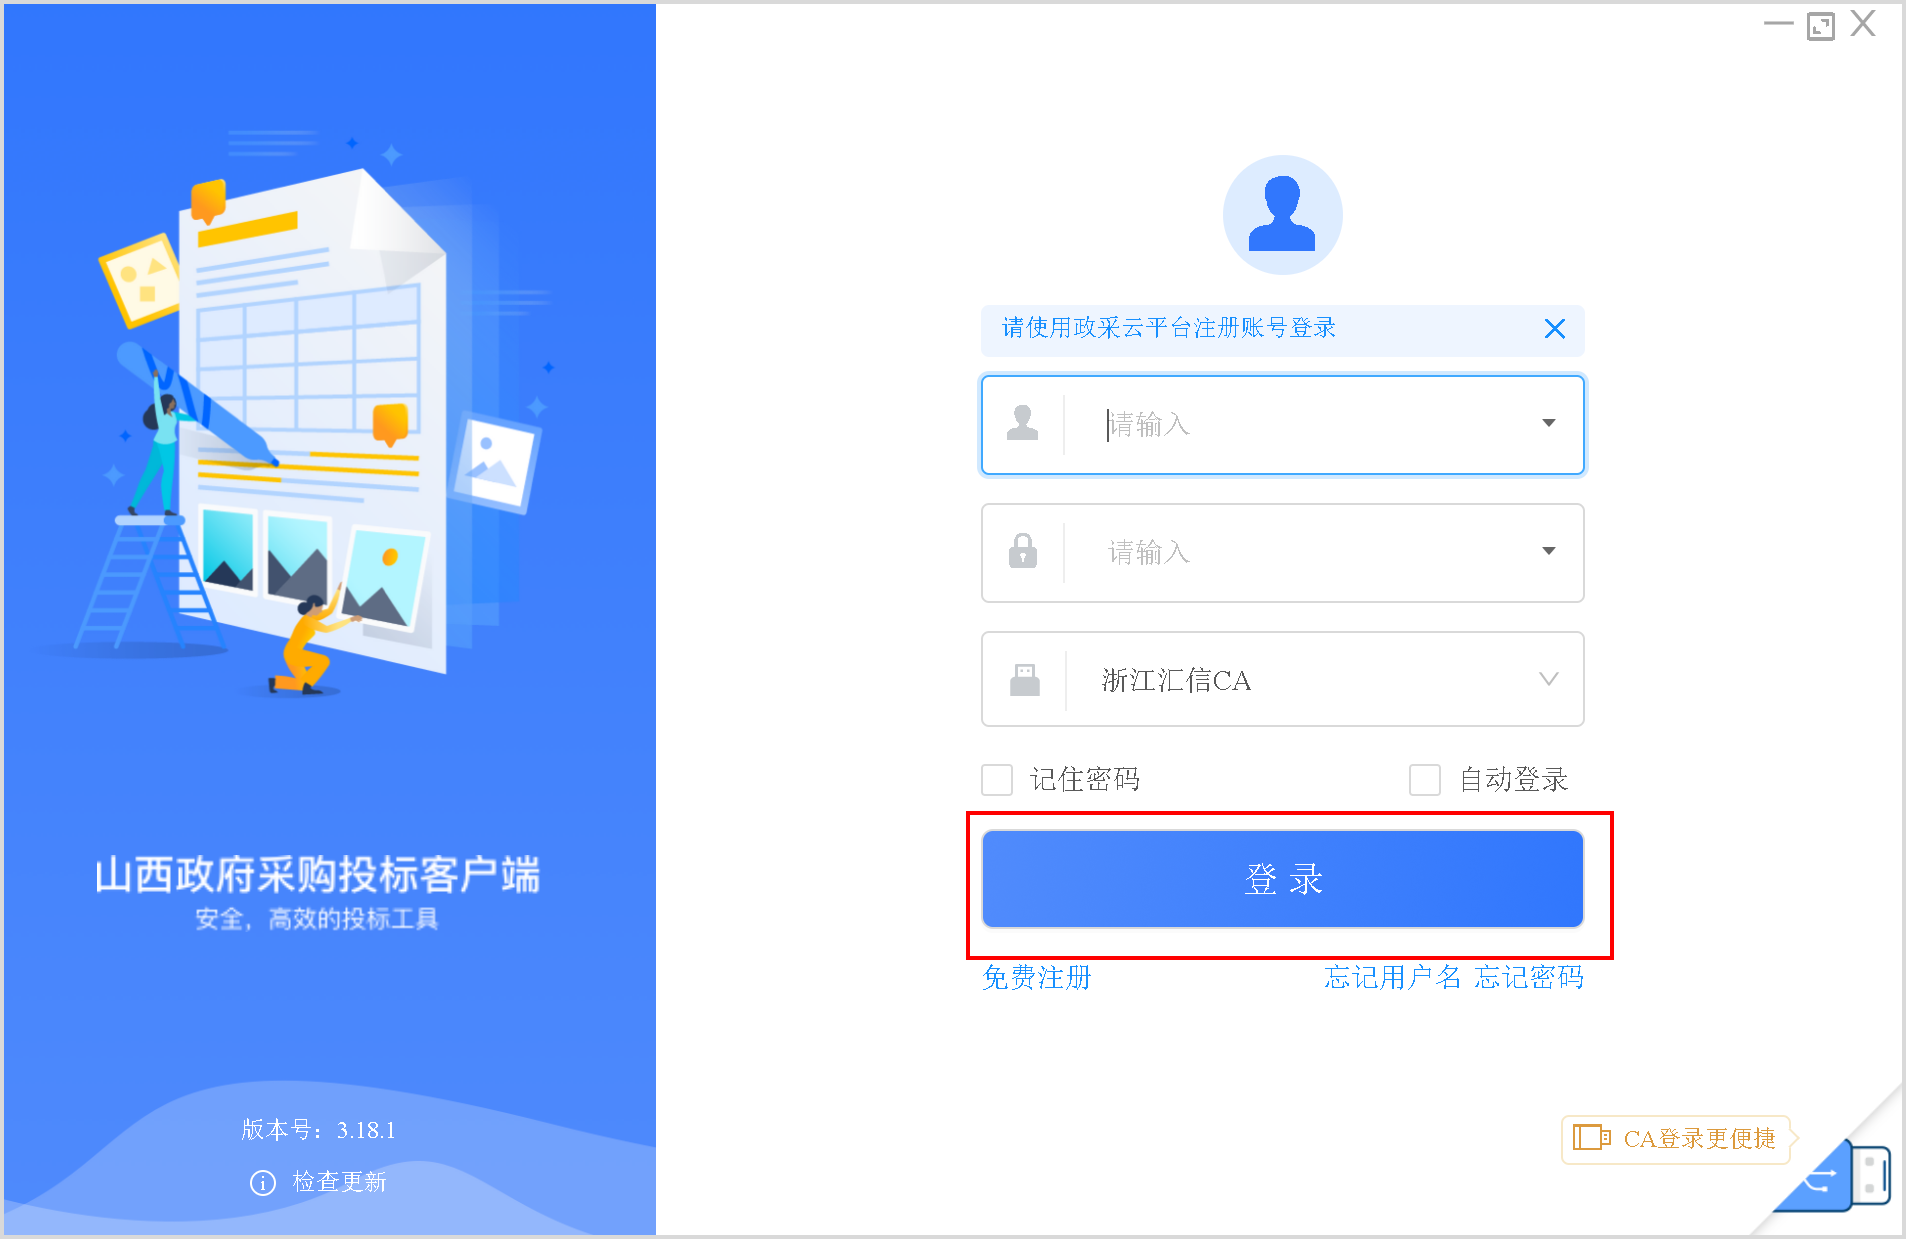 山西政府采购投标客户端
安全，高效的投标工具
版本号：3.18.1
检查更新
请使用政采云平台注册账号登录
请输入
请输入
浙江汇信CA
记住密码 自动登录
登 录
免费注册 忘记用户名 忘记密码
CA登录更便捷